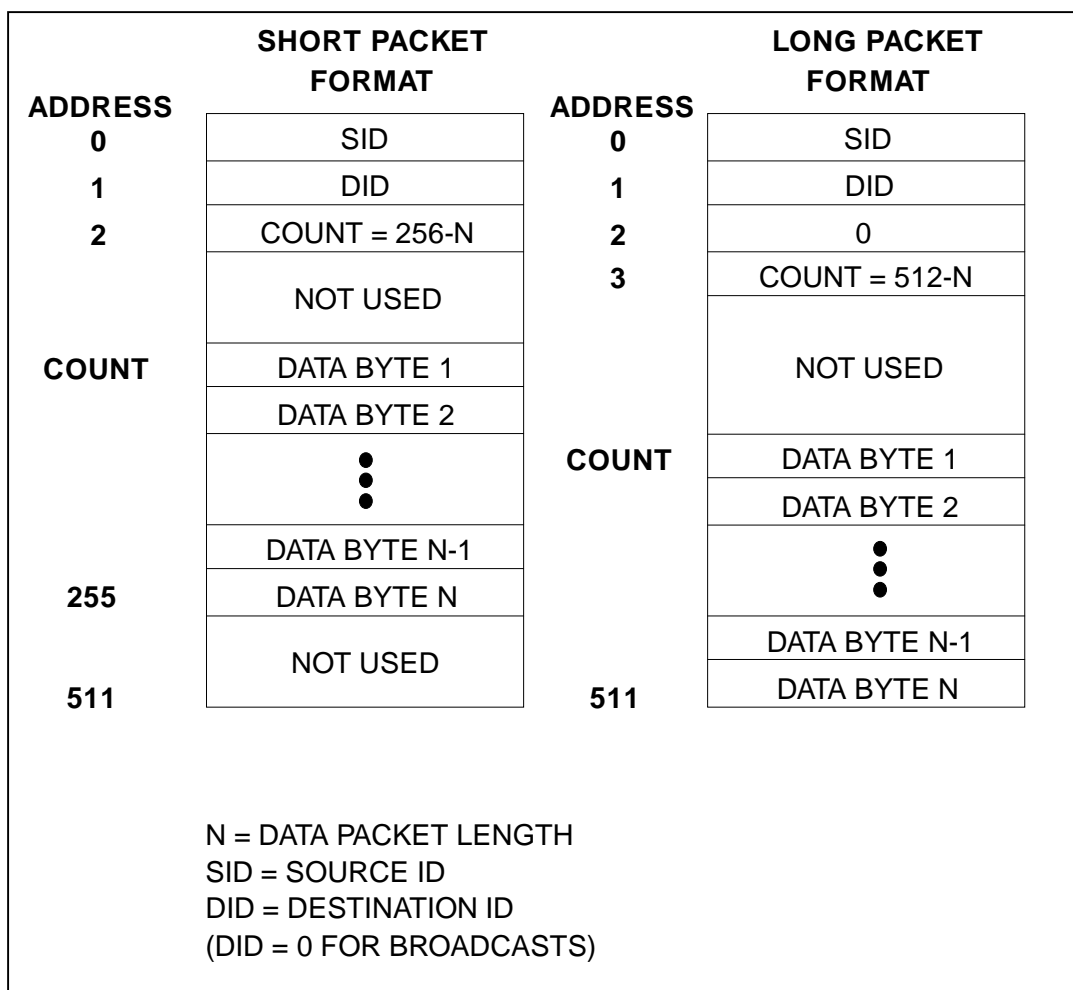 SHORT PACKET
FORMAT
ADDRESS
0 SID
1 DID
2 COUNT = 256-N
NOT USED
COUNT DATA BYTE 1
DATA BYTE 2
DATA BYTE N-1
255 DATA BYTE N
NOT USED
511
LONG PACKET
FORMAT
ADDRESS
0 SID
1 DID
2 0
3 COUNT = 512-N
NOT USED
COUNT DATA BYTE 1
DATA BYTE 2
DATA BYTE N-1
511 DATA BYTE N
N = DATA PACKET LENGTH
SID = SOURCE ID
DID = DESTINATION ID
(DID = 0 FOR BROADCASTS)